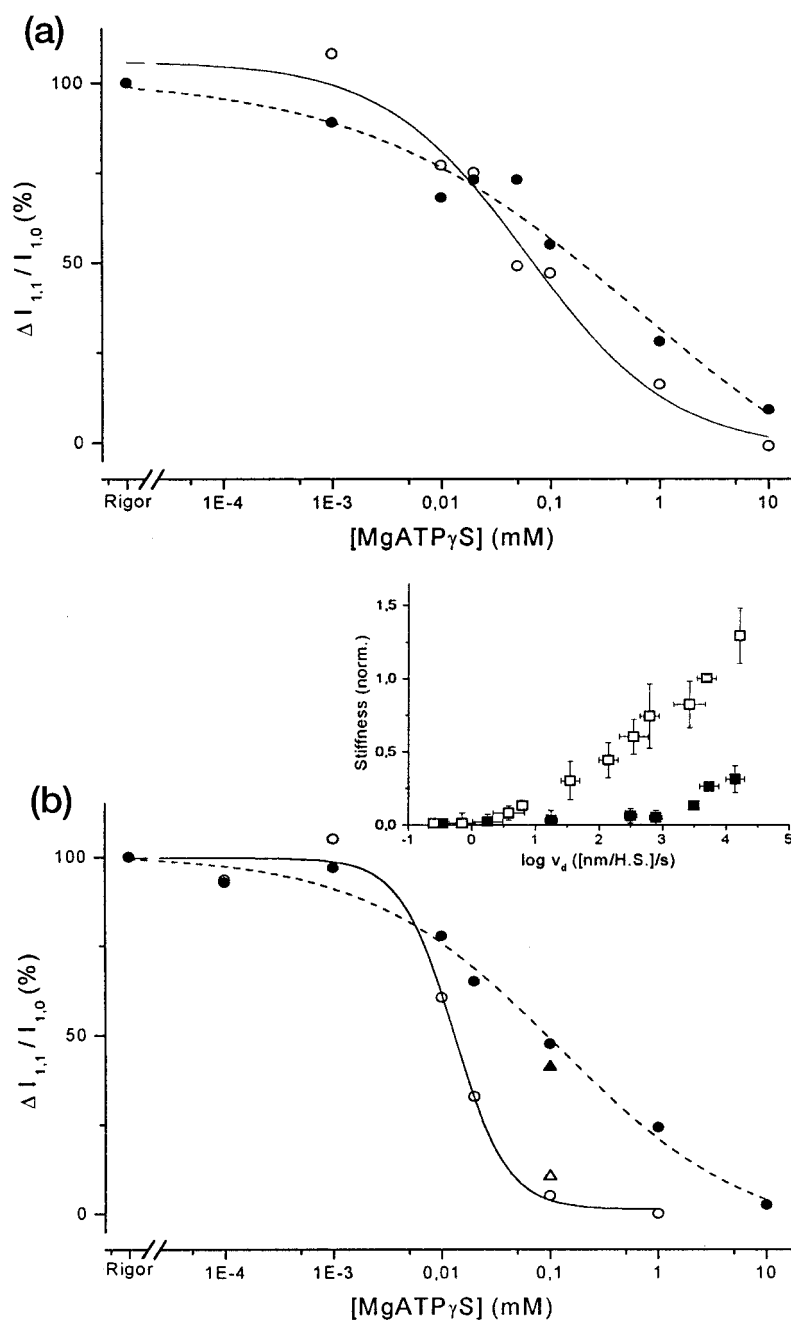 (a)
100
50
0
Δ I1,1 / I1,0 (%)
Rigor 1E-4 1E-3 0,01 0,1 1 10
[MgATPγS] (mM)
1,5
1,0
0,5
0,0
Stiffness (norm.)
-1 0 1 2 3 4 5
log vd ([nm/H.S.]/s)
(b)
100
50
0
Δ I1,1 / I1,0 (%)
Rigor 1E-4 1E-3 0,01 0,1 1 10
[MgATPγS] (mM)